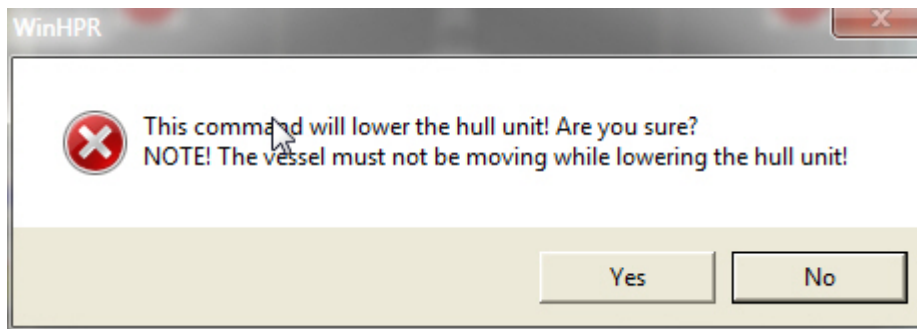 WinHPR
This command will lower the hull unit! Are you sure?
NOTE! The vessel must not be moving while lowering the hull unit!
Yes
No